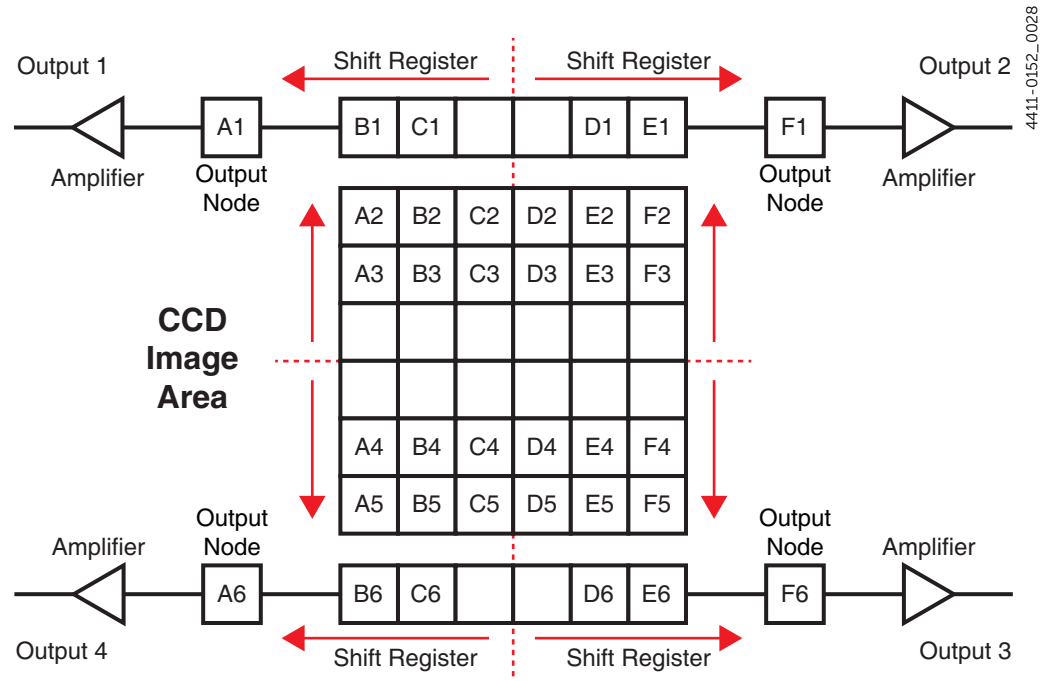 4411-0152_0028
Output 1
Shift Register
Shift Register
Output 2
A1
B1 C1 D1 E1
F1
Amplifier
Output
Node
Output
Node
Amplifier
A2 B2 C2 D2 E2 F2
A3 B3 C3 D3 E3 F3
CCD
Image
Area
A4 B4 C4 D4 E4 F4
A5 B5 C5 D5 E5 F5
Amplifier
Output
Node
Output
Node
Amplifier
A6
B6 C6 D6 E6
F6
Output 4
Shift Register
Shift Register
Output 3